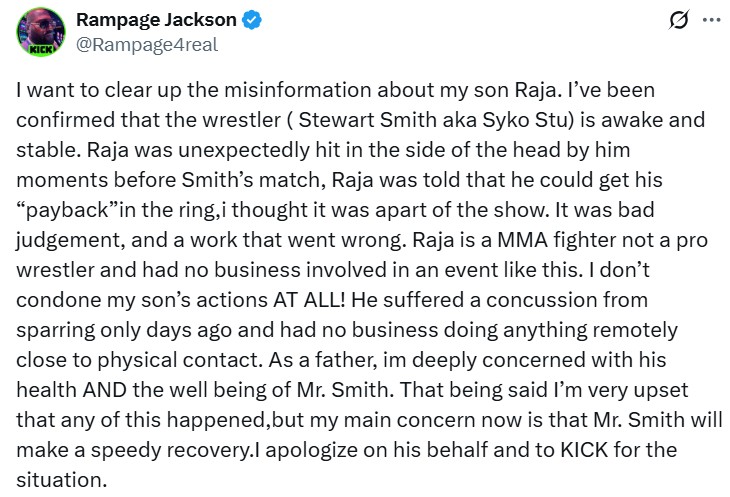 Rampage Jackson
@Rampage4real
KICK
I want to clear up the misinformation about my son Raja. I’ve been
confirmed that the wrestler ( Stewart Smith aka Syko Stu) is awake and
stable. Raja was unexpectedly hit in the side of the head by him
moments before Smith’s match, Raja was told that he could get his
“payback”in the ring,i thought it was apart of the show. It was bad
judgement, and a work that went wrong. Raja is a MMA fighter not a pro
wrestler and had no business involved in an event like this. I don’t
condone my son’s actions AT ALL! He suffered a concussion from
sparring only days ago and had no business doing anything remotely
close to physical contact. As a father, im deeply concerned with his
health AND the well being of Mr. Smith. That being said I’m very upset
that any of this happened,but my main concern now is that Mr. Smith will
make a speedy recovery.I apologize on his behalf and to KICK for the
situation.